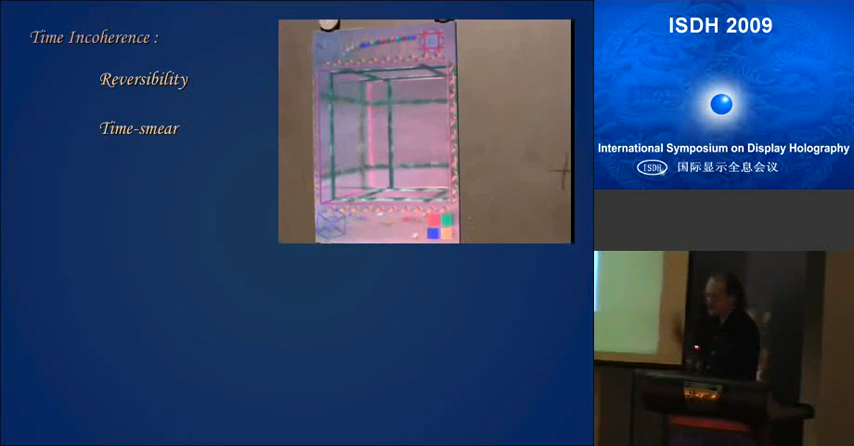 Time Incoherence :
Reversibility
Time-smear
ISDH 2009
International Symposium on Display Holography
ISDH 国际显示全息会议